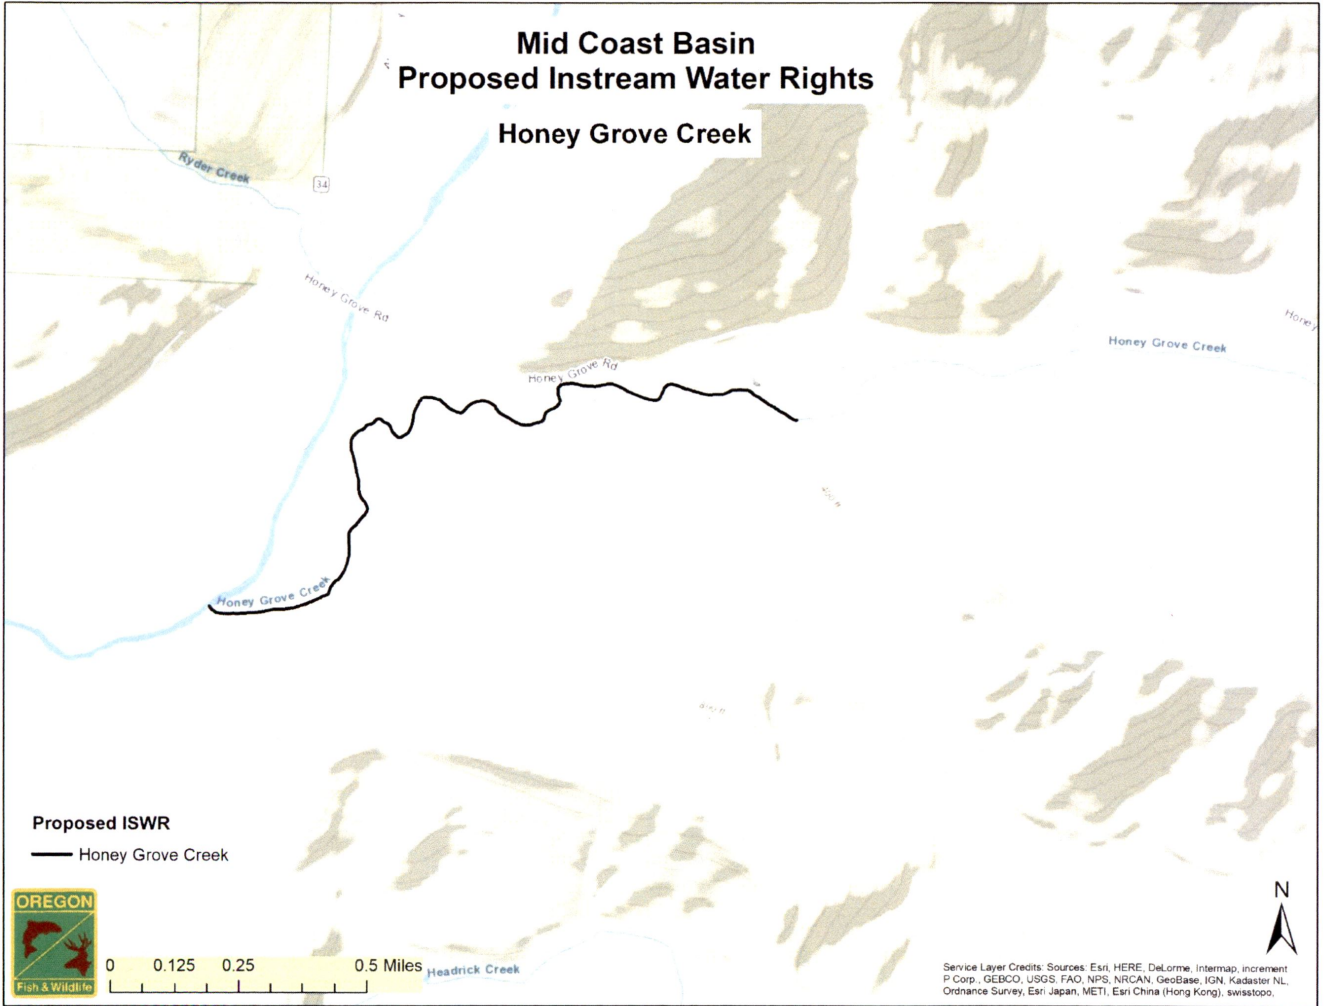 Mid Coast Basin
Proposed Instream Water Rights
Honey Grove Creek
Ryder Creek
34
Honey Grove Rd
Honey
Honey Grove Creek
Honey Grove Rd
Honey Grove Creek
Proposed ISWR
Honey Grove Creek
OREGON
Fish & Wildlife
0 0.125 0.25 0.5 Miles
Headrick Creek
N
Service Layer Credits: Sources: Esri, HERE, DeLorme, Intermap, increment
P Corp., GEBCO, USGS, FAO, NPS, NRCAN, GeoBase, IGN, Kadaster NL,
Ordnance Survey, Esri Japan, METI, Esri China (Hong Kong), swisstopo,